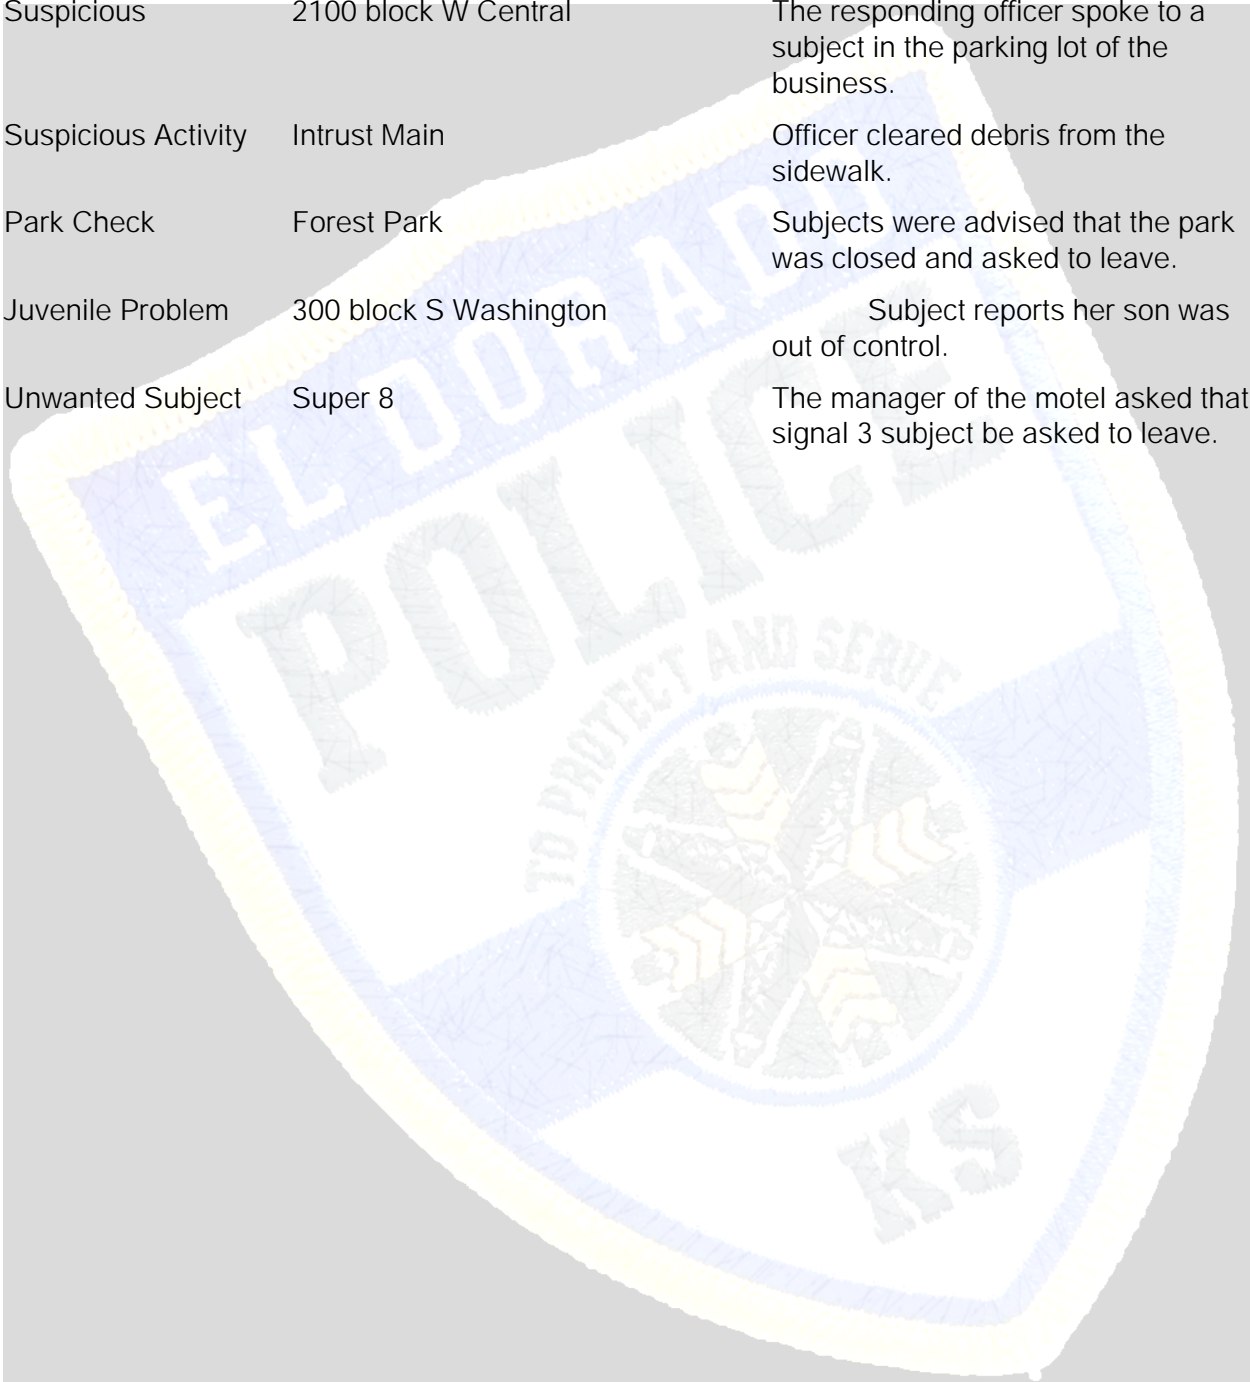 Suspicious 2100 block W Central The responding officer spoke to a
subject in the parking lot of the
business.
Suspicious Activity Intrust Main Officer cleared debris from the
sidewalk.
Park Check Forest Park Subjects were advised that the park
was closed and asked to leave.
Juvenile Problem 300 block S Washington Subject reports her son was
out of control.
Unwanted Subject Super 8 The manager of the motel asked that
signal 3 subject be asked to leave.
EL DORADO
POLICE
TO PROTECT AND SERVE
KS